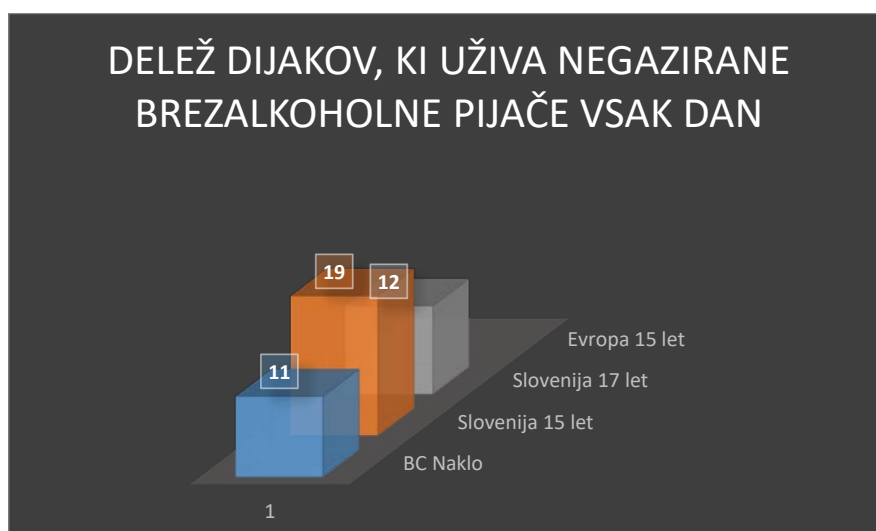 DELEŽ DIJAKOV, KI UŽIVA NEGAZIRANE
BREZALKOHOLNE PIJAČE VSAK DAN
19
12
11
Evropa 15 let
Slovenija 17 let
Slovenija 15 let
BC Naklo
1